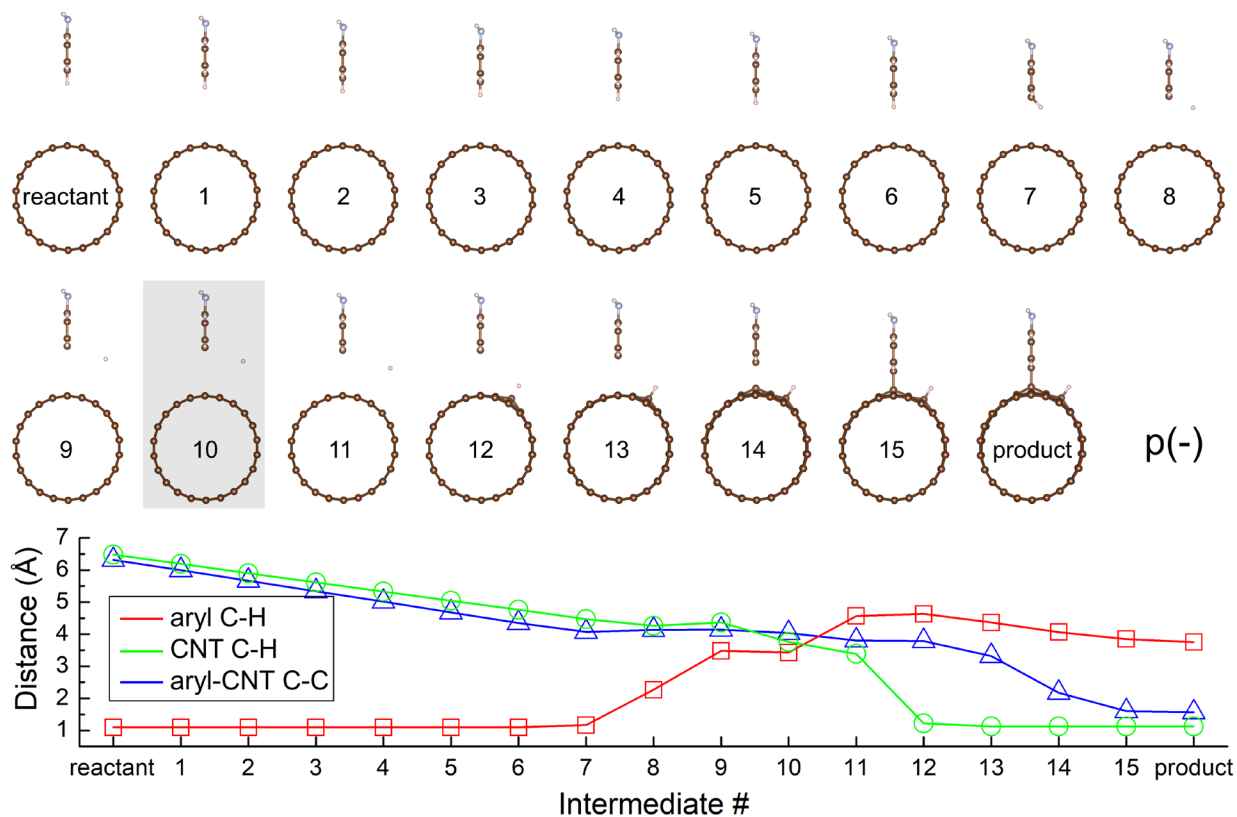 reactant 1 2 3 4 5 6 7 8
9 10 11 12 13 14 15 product p(-)
7
6
5
4
3
2
1
Distance (Å)
aryl C-H
CNT C-H
aryl-CNT C-C
reactant 1 2 3 4 5 6 7 8 9 10 11 12 13 14 15 product
Intermediate #